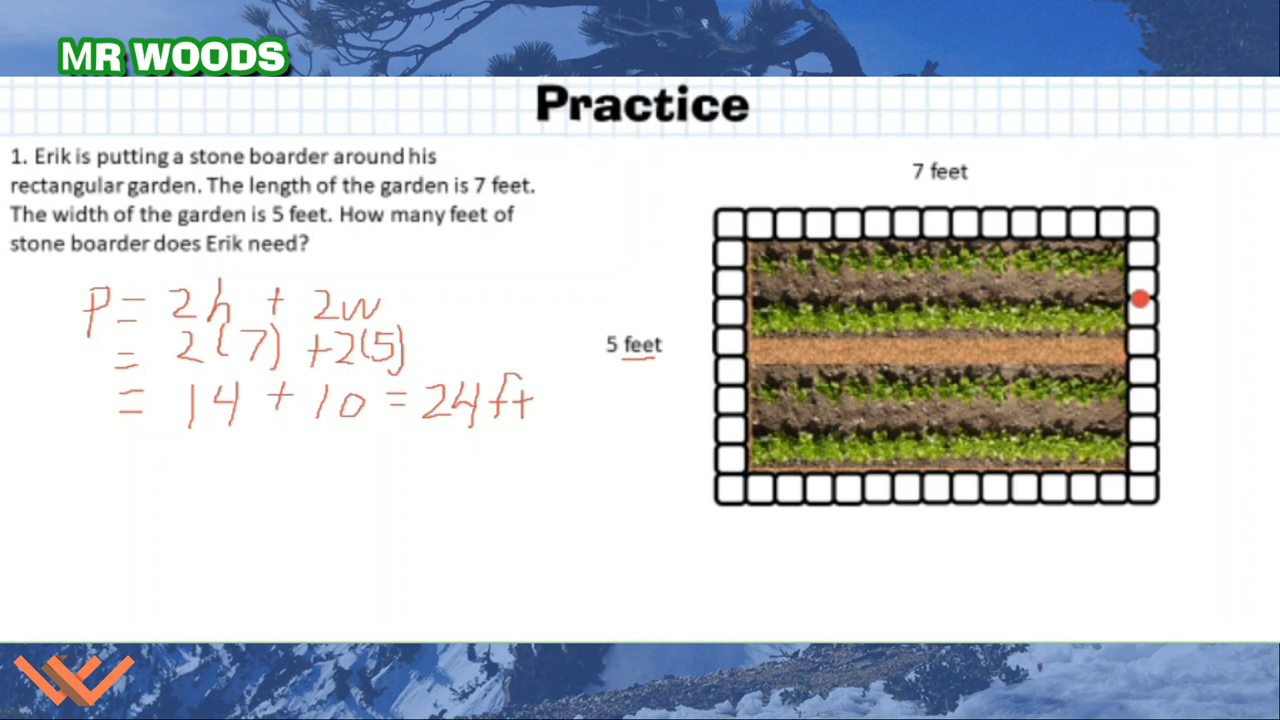 MR WOODS
Practice
1. Erik is putting a stone boarder around his
rectangular garden. The length of the garden is 7 feet.
The width of the garden is 5 feet. How many feet of
stone boarder does Erik need?
P = 2h + 2w
= 2(7) +2(5)
= 14 + 10 = 24ft
7 feet
5 feet